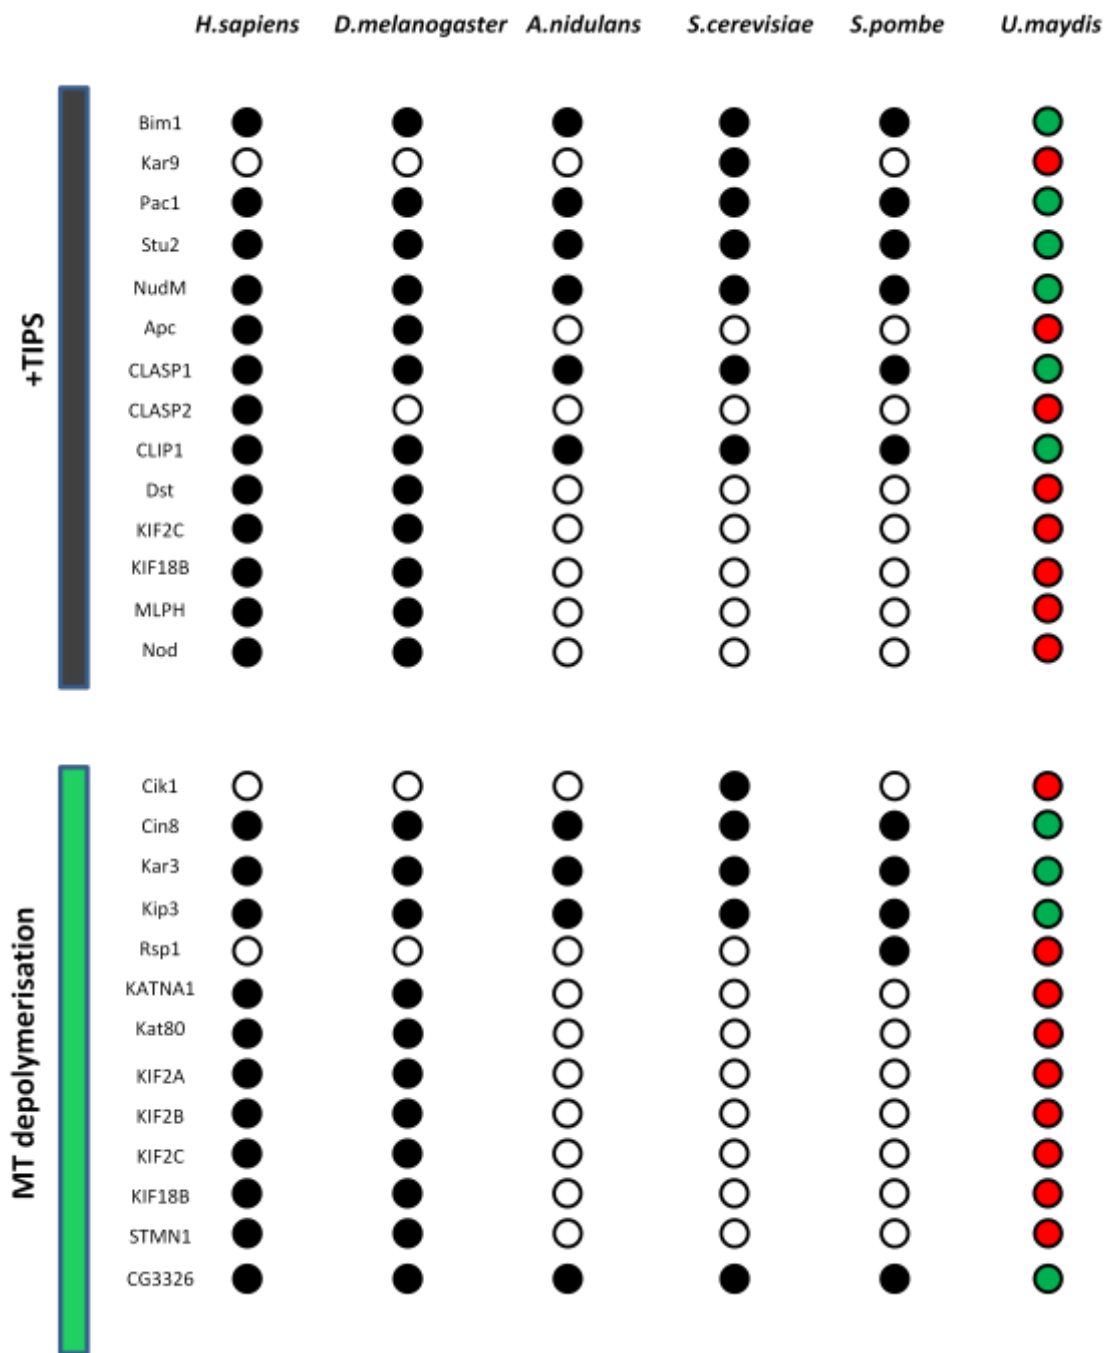 H.sapiens D.melanogaster A.nidulans S.cerevisiae S.pombe U.maydis
+TIPS
Bim1
Kar9
Pac1
Stu2
NudM
Apc
CLASP1
CLASP2
CLIP1
Dst
KIF2C
KIF18B
MLPH
Nod
MT depolymerisation
Cik1
Cin8
Kar3
Kip3
Rsp1
KATNA1
Kat80
KIF2A
KIF2B
KIF2C
KIF18B
STMN1
CG3326